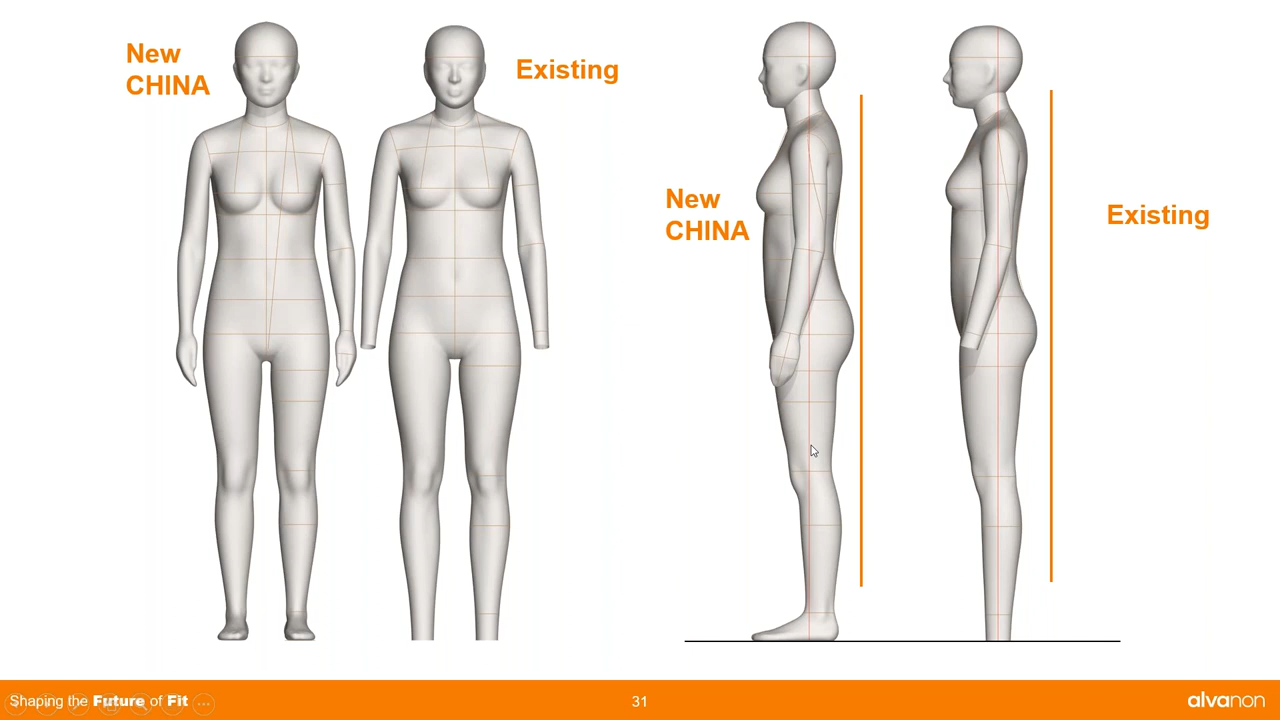 New
CHINA
Existing
New
CHINA
Existing
Shaping the Future of Fit
31
alvanon